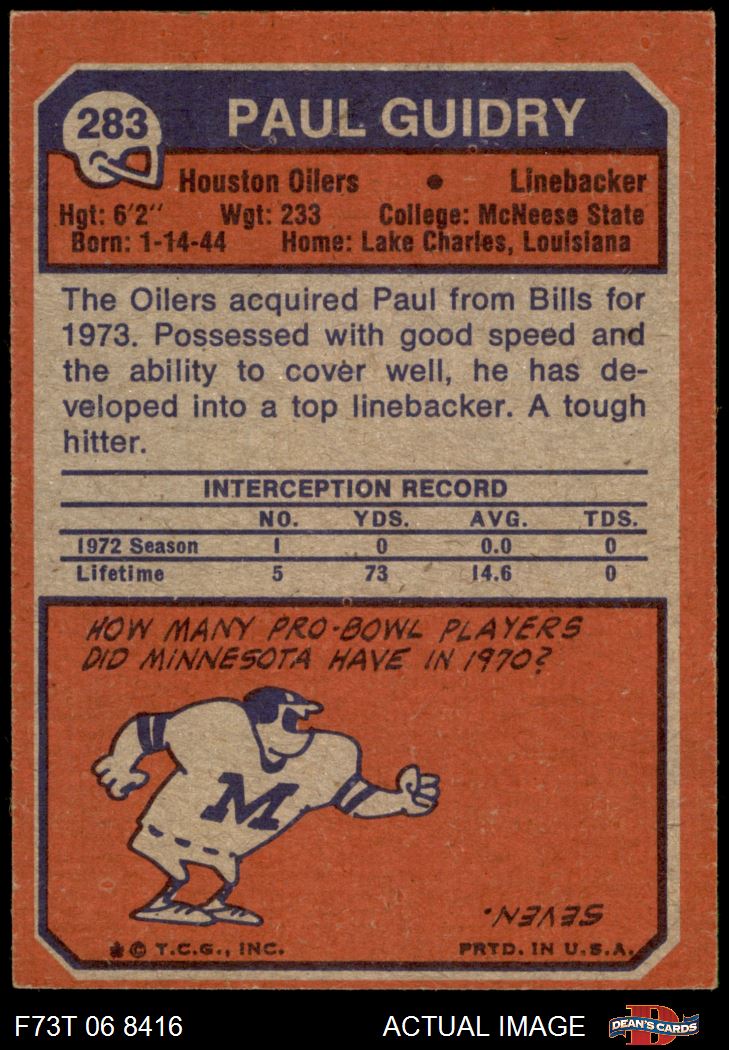 283
PAUL GUIDRY
Houston Oilers • Linebacker
Hgt: 6'2" Wgt: 233 College: McNeese State
Born: 1-14-44 Home: Lake Charles, Louisiana
The Oilers acquired Paul from Bills for
1973. Possessed with good speed and
the ability to cover well, he has de-
veloped into a top linebacker. A tough
hitter.
INTERCEPTION RECORD
NO. YDS. AVG. TDS.
1972 Season 1 0 0.0 0
Lifetime 5 73 14.6 0
HOW MANY PRO-BOWL PLAYERS
DID MINNESOTA HAVE IN 1970?
M
SEVEN.
* © T.C.G., INC. PRTD. IN U.S.A.
F73T 06 8416 ACTUAL IMAGE DEAN'S CARDS